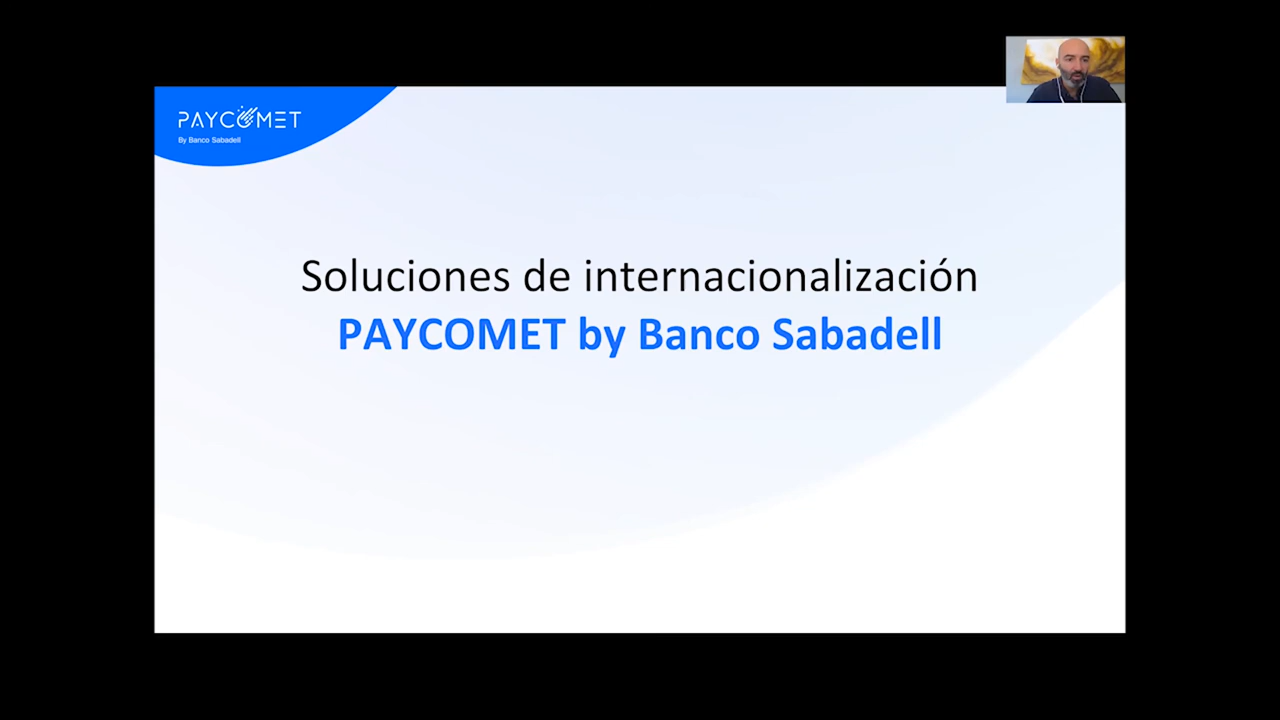 PAYCOMET
By Banco Sabadell
Soluciones de internacionalización
PAYCOMET by Banco Sabadell